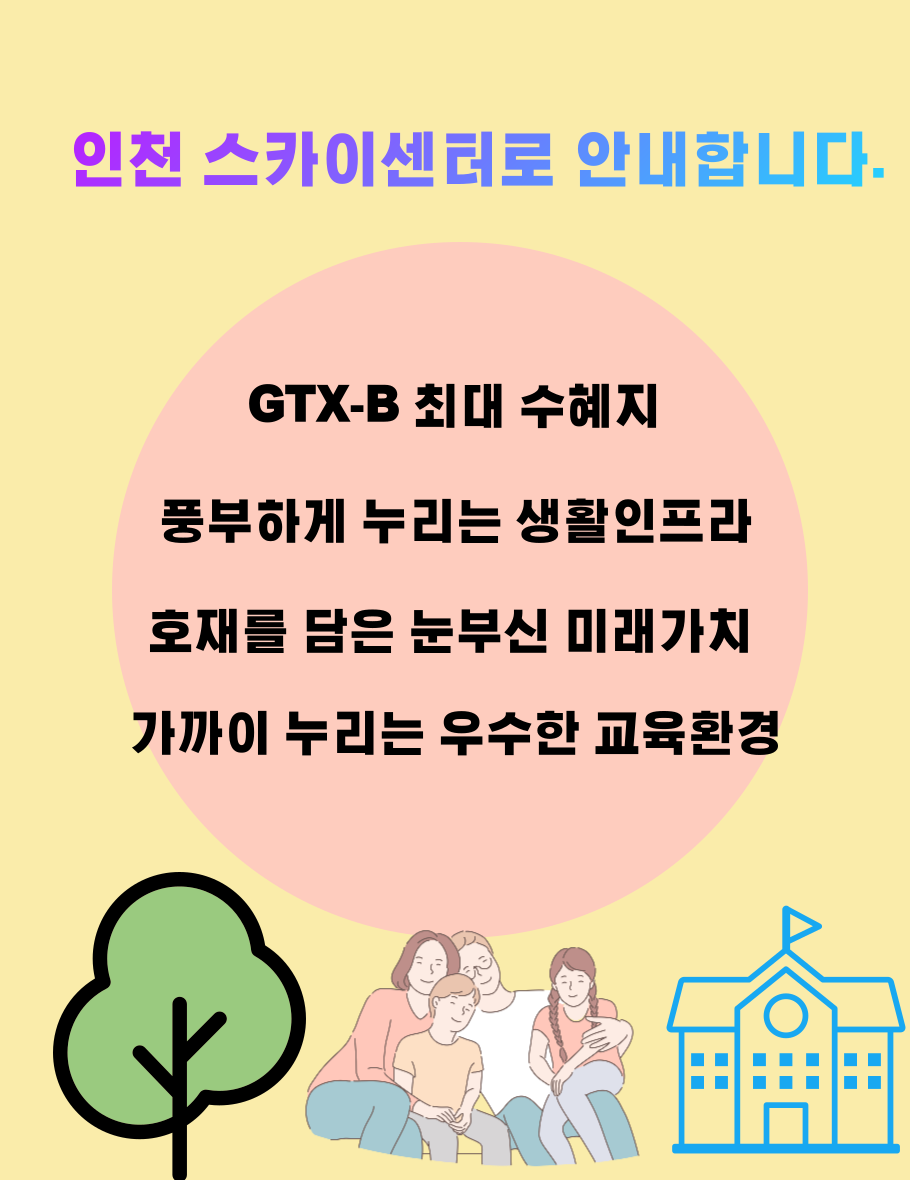 인천 스카이센터로 안내합니다.
GTX-B 최대 수혜지
풍부하게 누리는 생활인프라
호재를 담은 눈부신 미래가치
가까이 누리는 우수한 교육환경